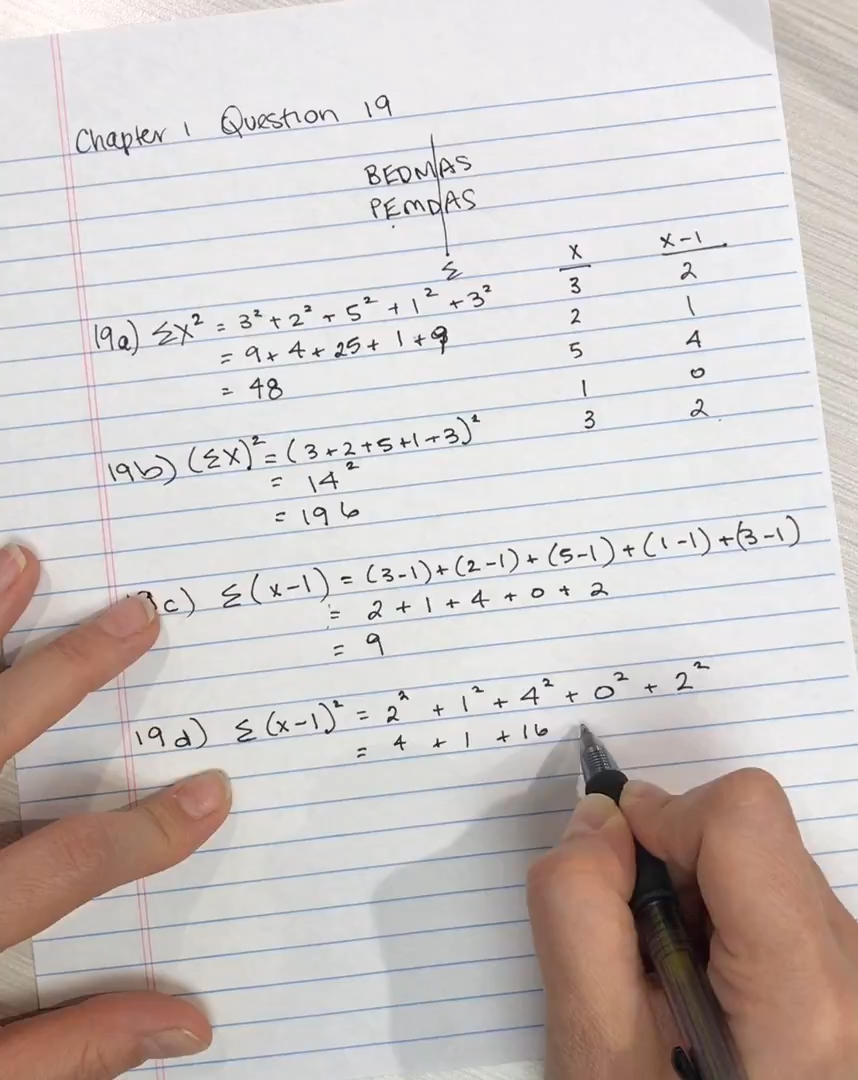 Chapter 1 Question 19
BEDMAS
PEMDAS
Σ
x x-1
3 2
2 1
5 4
1 0
3 2
19a) Σx² = 3² + 2² + 5² + 1² + 3²
= 9 + 4 + 25 + 1 + 9
= 48
19b) (Σx)² = (3+2+5+1+3)²
= 14²
= 196
c) Σ(x-1) = (3-1)+(2-1)+(5-1)+(1-1)+(3-1)
= 2 + 1 + 4 + 0 + 2
= 9
19d) Σ(x-1)² = 2² + 1² + 4² + 0² + 2²
= 4 + 1 + 16